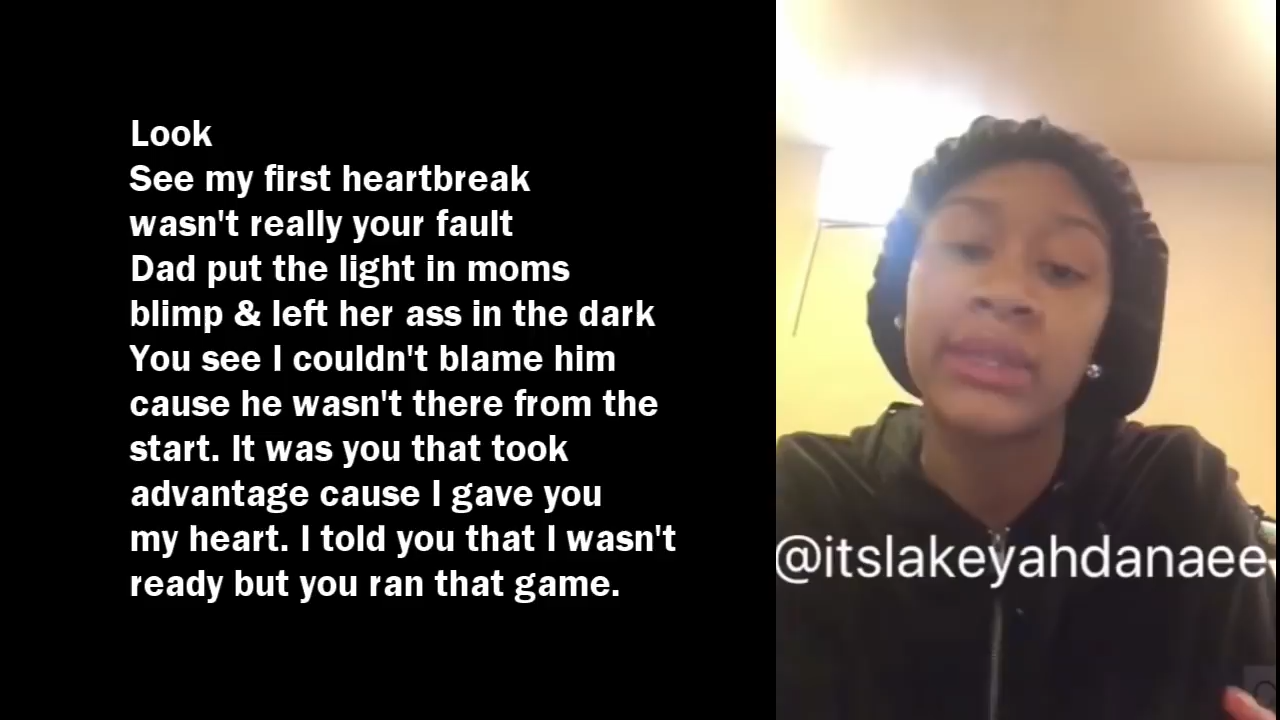 Look
See my first heartbreak
wasn't really your fault
Dad put the light in moms
blimp & left her ass in the dark
You see I couldn't blame him
cause he wasn't there from the
start. It was you that took
advantage cause I gave you
my heart. I told you that I wasn't
ready but you ran that game.
@itslakeyahdanaee